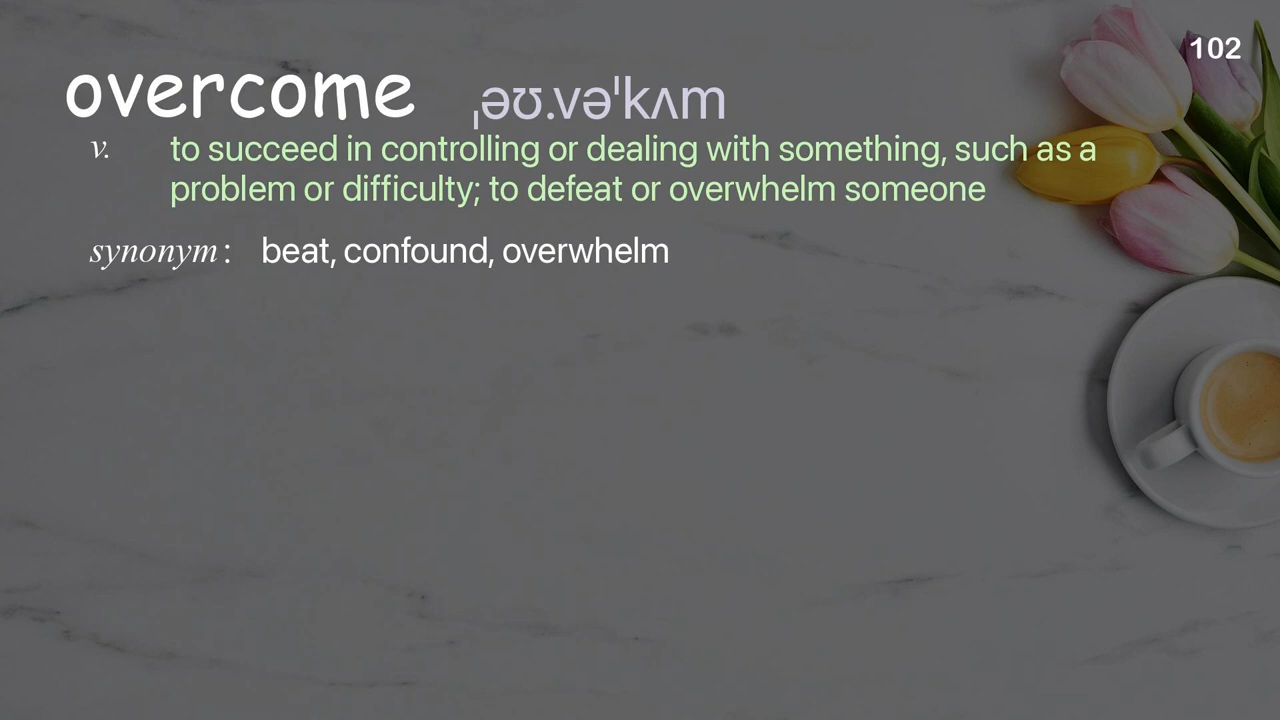 102
overcome ˌəʊ.vəˈkʌm
v. to succeed in controlling or dealing with something, such as a
problem or difficulty; to defeat or overwhelm someone
synonym : beat, confound, overwhelm